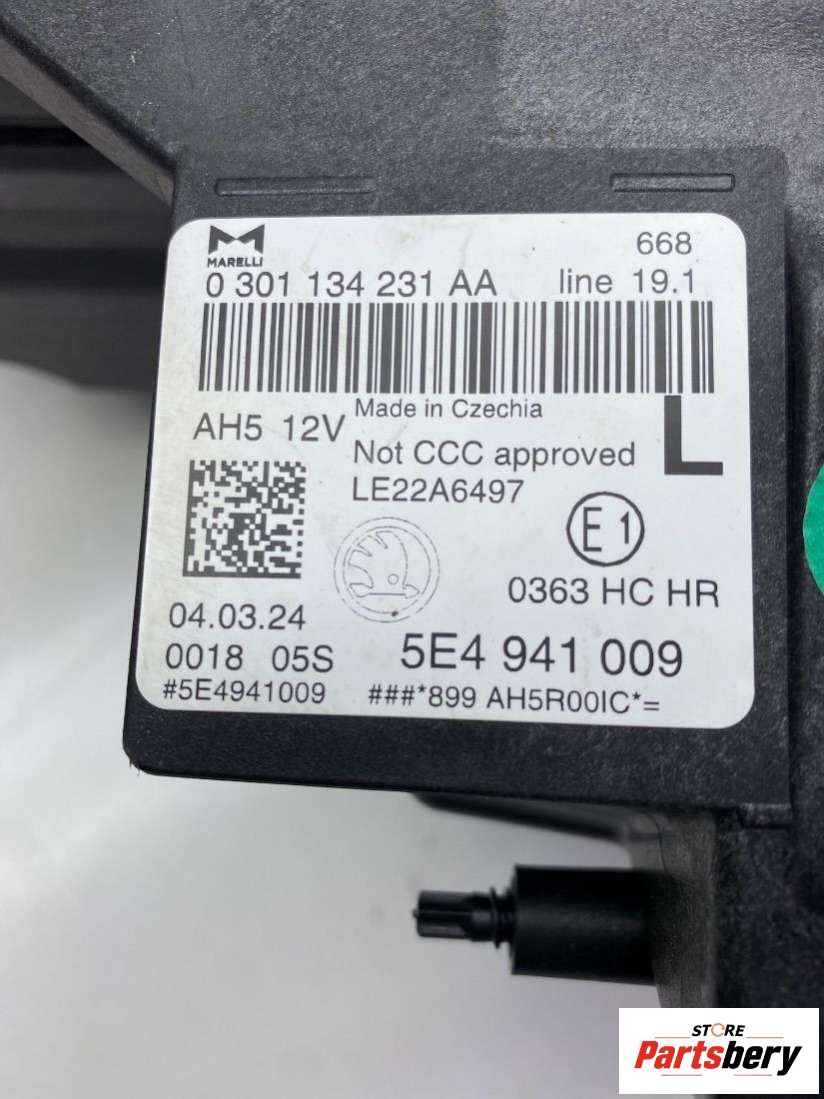 MARELLI
668
0 301 134 231 AA line 19.1
AH5 12V Made in Czechia
Not CCC approved L
LE22A6497
E1
0363 HC HR
04.03.24
0018 05S 5E4 941 009
#5E4941009 ###*899 AH5R00IC*=
STORE
Partsbery